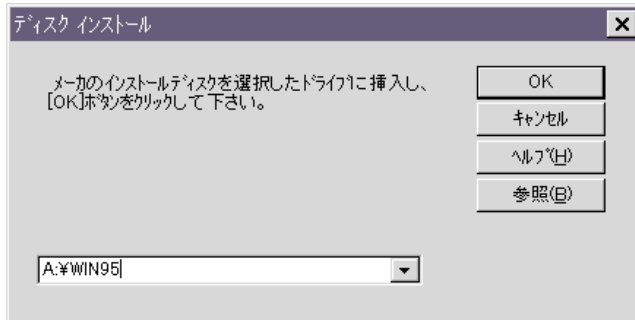 ディスク インストール
メーカのインストールディスクを選択したドライブに挿入し、
[OK]ボタンをクリックして下さい。
OK
キャンセル
ヘルプ(H)
参照(B)
A:¥WIN95